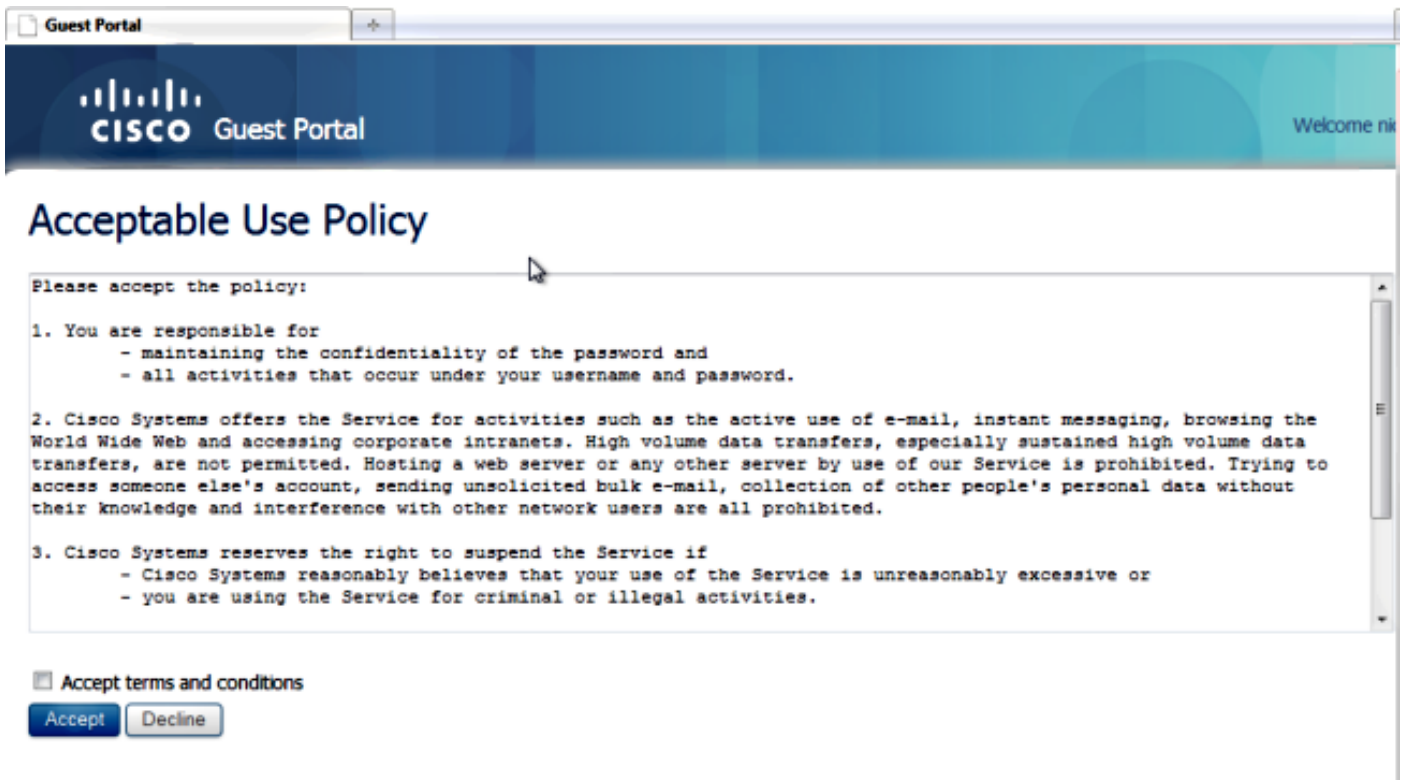 Guest Portal
CISCO Guest Portal
Welcome
Acceptable Use Policy
Please accept the policy:
1. You are responsible for
- maintaining the confidentiality of the password and
- all activities that occur under your username and password.
2. Cisco Systems offers the Service for activities such as the active use of e-mail, instant messaging, browsing the
World Wide Web and accessing corporate intranets. High volume data transfers, especially sustained high volume data
transfers, are not permitted. Hosting a web server or any other server by use of our Service is prohibited. Trying to
access someone else's account, sending unsolicited bulk e-mail, collection of other people's personal data without
their knowledge and interference with other network users are all prohibited.
3. Cisco Systems reserves the right to suspend the Service if
- Cisco Systems reasonably believes that your use of the Service is unreasonably excessive or
- you are using the Service for criminal or illegal activities.
Accept terms and conditions
Accept Decline